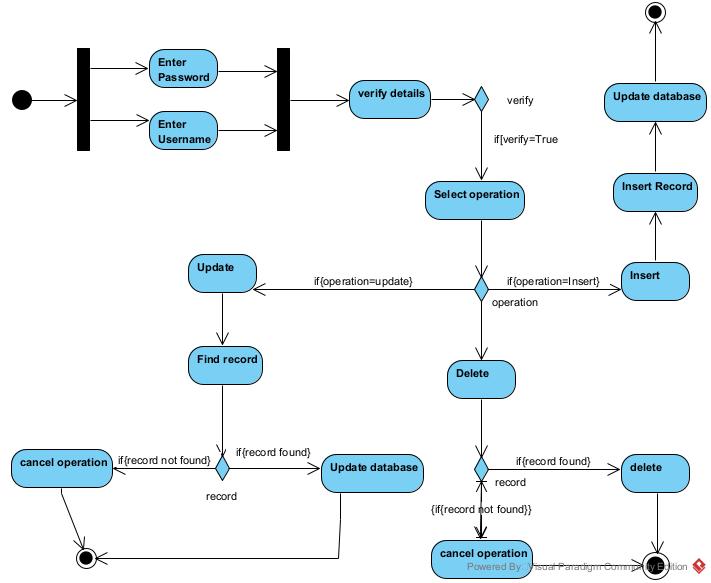 Enter
Password
Enter
Username
verify details
verify
if[verify=True
Select operation
Update database
Insert Record
Insert
if{operation=Insert}
if{operation=update}
operation
Update
Find record
Delete
cancel operation
if{record not found}
if{record found}
Update database
record
if{record found}
delete
record
{if{record not found}}
cancel operation
Powered By: Visual Paradigm Community Edition